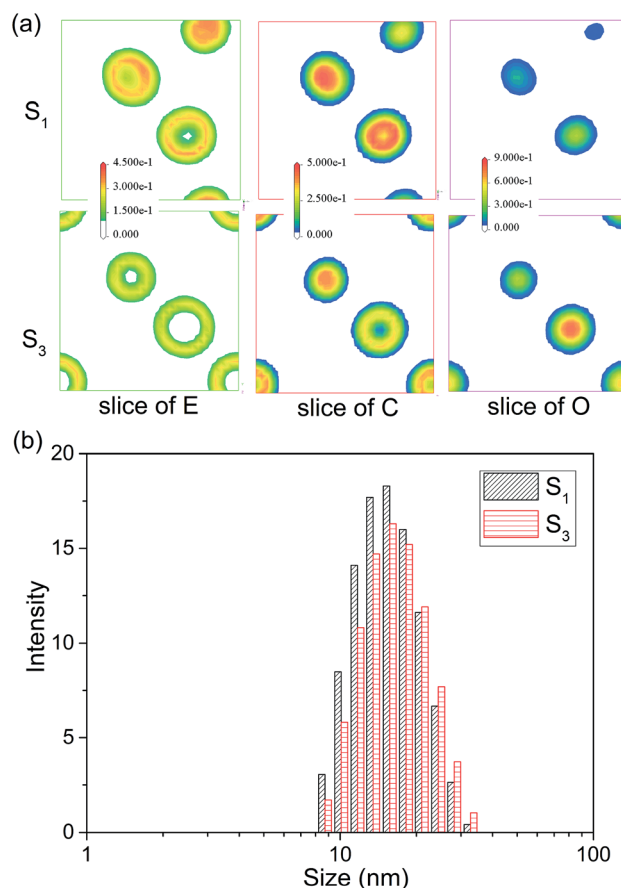 (a)
S1
4.500e-1
3.000e-1
1.500e-1
0.000
5.000e-1
2.500e-1
0.000
9.000e-1
6.000e-1
3.000e-1
0.000
S3
slice of E
slice of C
slice of O
(b)
20
15
10
5
0
Intensity
S1
S3
1
10
100
Size (nm)